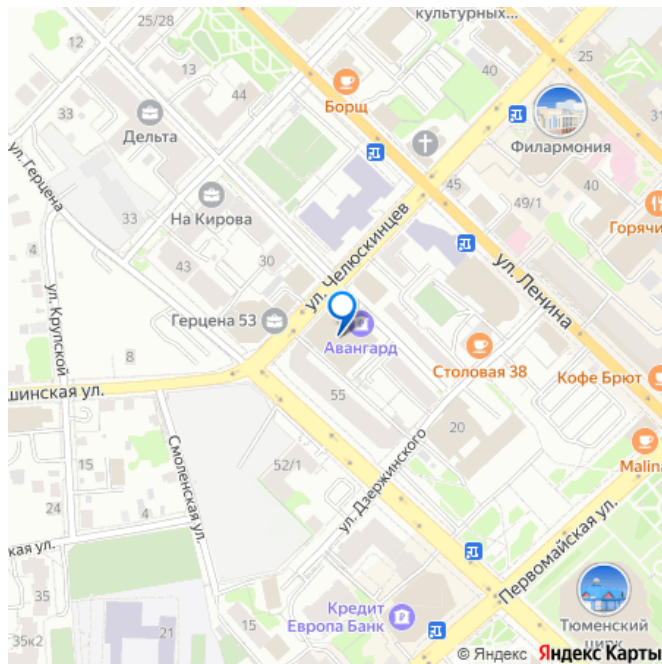 25/28
культурных...
12
13
40
25
44
Борщ
33
Дельта
Филармония
31
ул. Герцена
45
40
49/1
На Кирова
33
Горячи
4
30
43
ул. Челюскинцев
ул. Ленина
ул. Крупской
Герцена 53
Авангард
8
Столовая 38
Кофе Брют
шинская ул.
55
20
Смоленская ул.
Malina
15
52/1
ул. Дзержинского
24
4
Первомайская ул.
ская ул.
35
Кредит
Европа Банк
15
Тюменский
цирк
21
35к2
© Яндекс Яндекс Карты